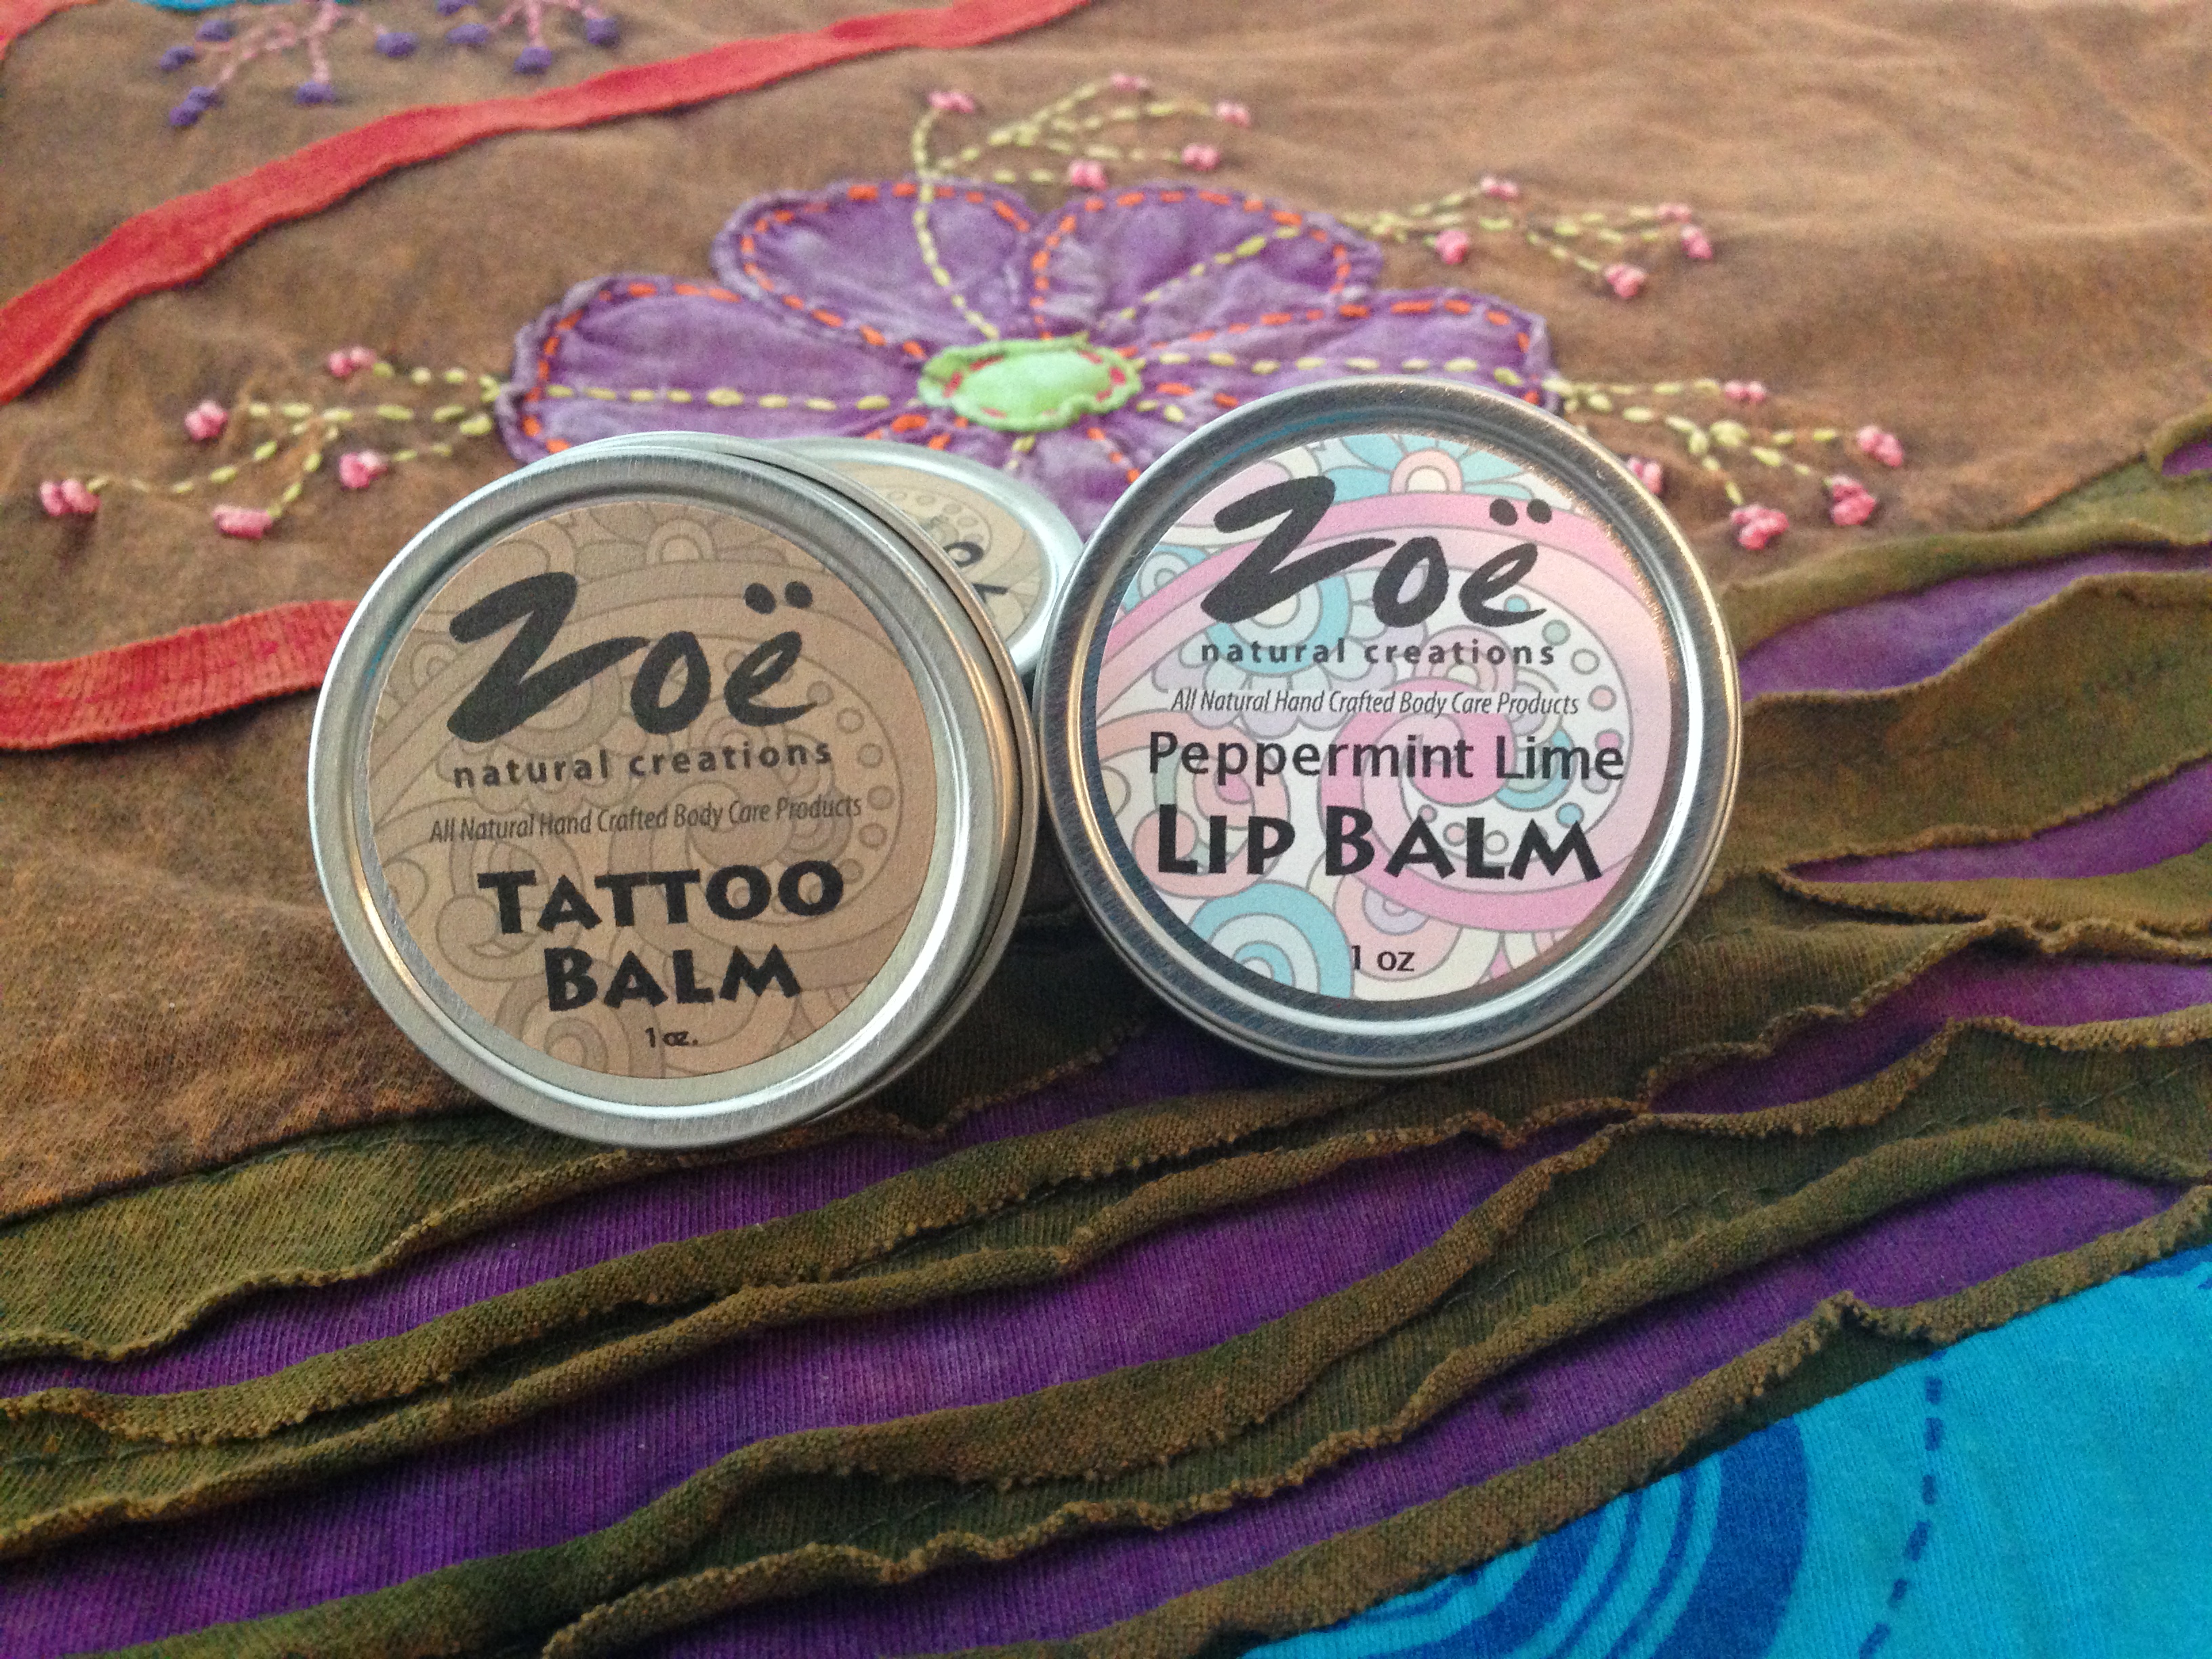 Zoë
natural creations
All Natural Hand Crafted Body Care Products
TATTOO
BALM
1 oz.
Zoë
natural creations
All Natural Hand Crafted Body Care Products
Peppermint Lime
LIP BALM
1 oz